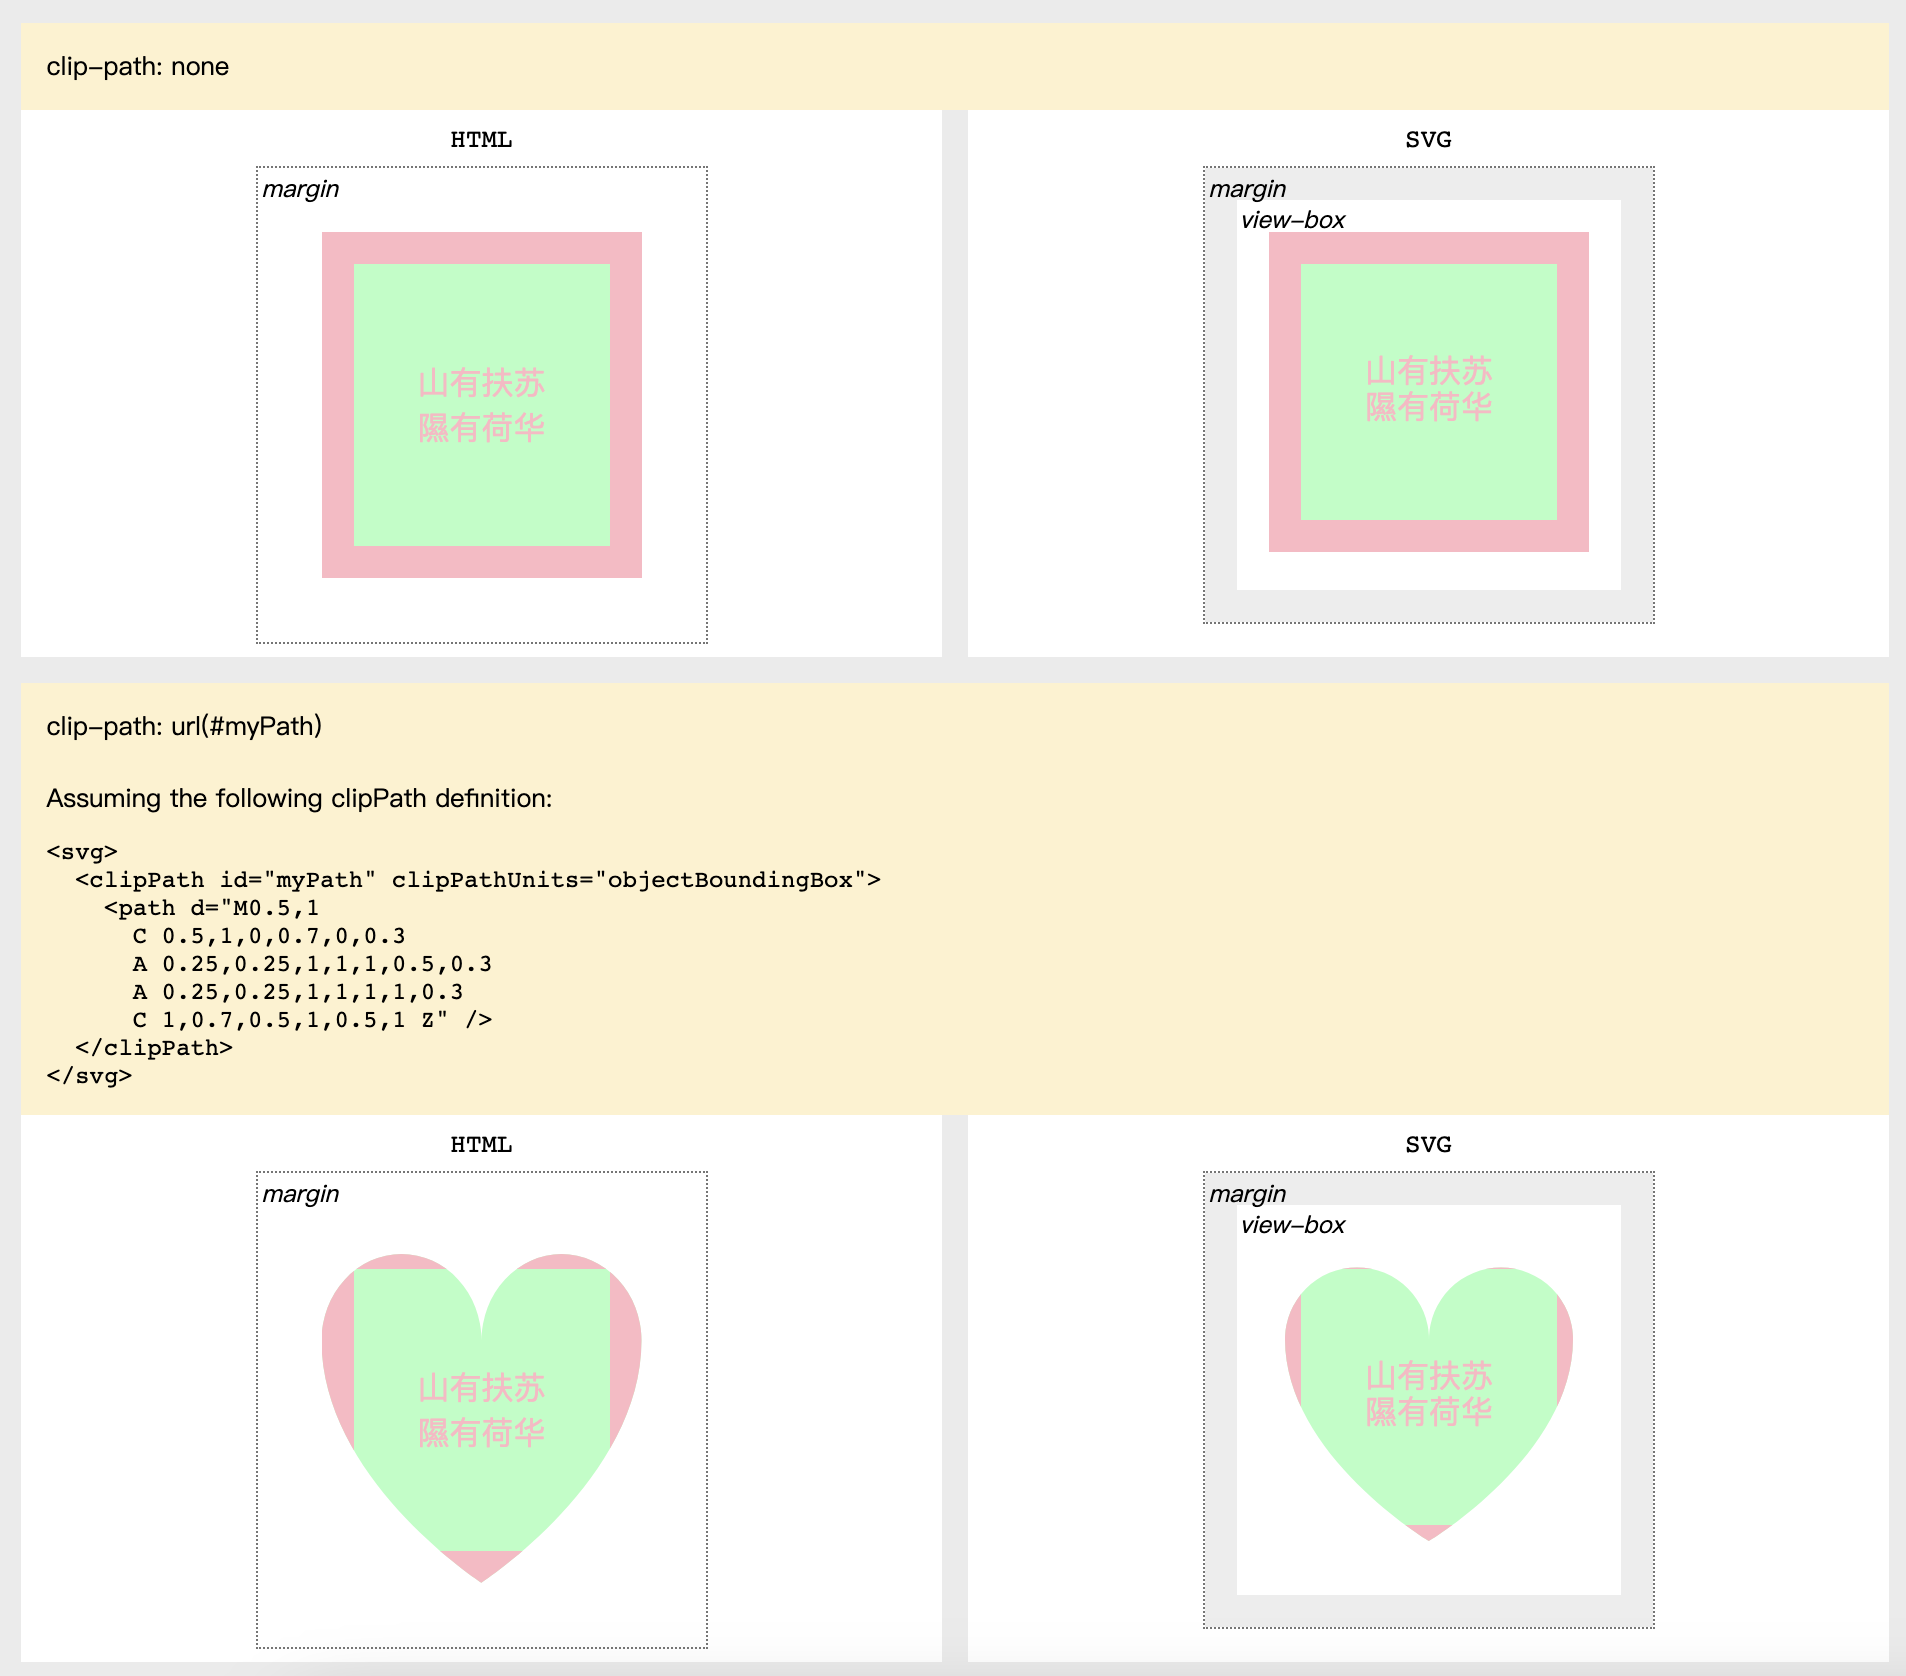 clip-path: none
HTML
SVG
margin
margin
view-box
山有扶苏
隰有荷华
山有扶苏
隰有荷华
clip-path: url(#myPath)
Assuming the following clipPath definition:
<svg>
  <clipPath id="myPath" clipPathUnits="objectBoundingBox">
    <path d="M0.5,1
      C 0.5,1,0,0.7,0,0.3
      A 0.25,0.25,1,1,1,0.5,0.3
      A 0.25,0.25,1,1,1,1,0.3
      C 1,0.7,0.5,1,0.5,1 Z" />
  </clipPath>
</svg>
HTML
SVG
margin
margin
view-box
山有扶苏
隰有荷华
山有扶苏
隰有荷华